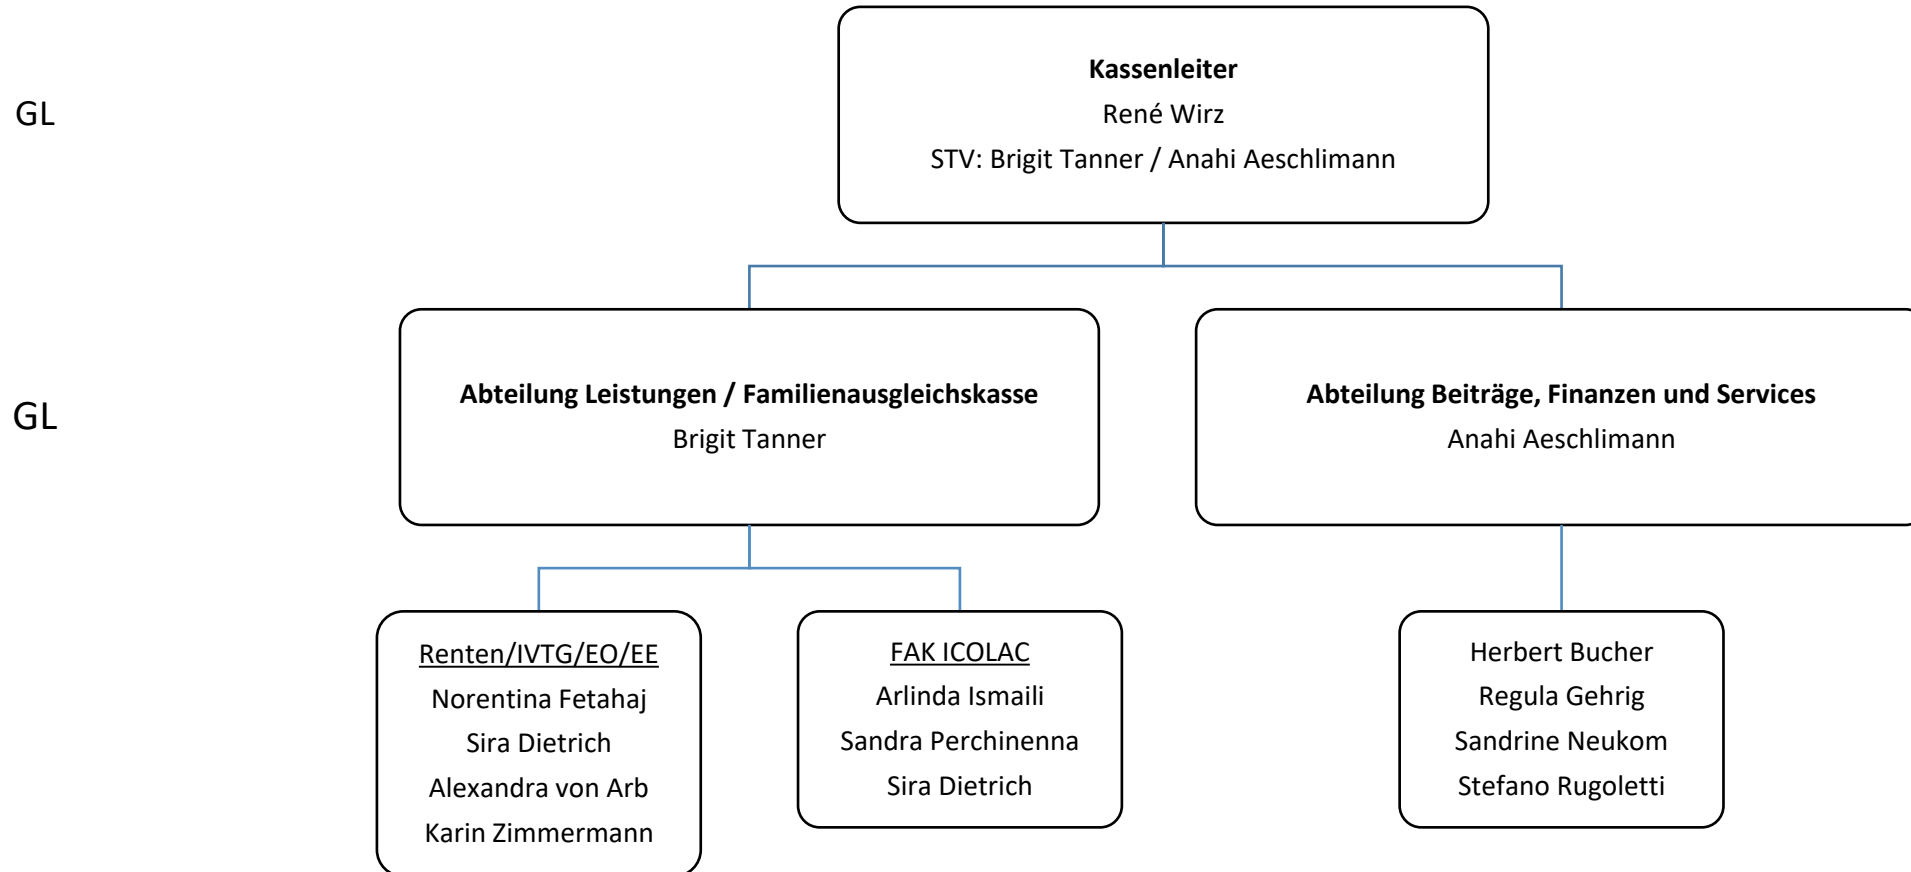 GL
Kassenleiter
René Wirz
STV: Brigit Tanner / Anahi Aeschlimann
GL
Abteilung Leistungen / Familienausgleichskasse
Brigit Tanner
Abteilung Beiträge, Finanzen und Services
Anahi Aeschlimann
Renten/IVTG/EO/EE
Norentina Fetahaj
Sira Dietrich
Alexandra von Arb
Karin Zimmermann
FAK ICOLAC
Arlinda Ismaili
Sandra Perchinenna
Sira Dietrich
Herbert Bucher
Regula Gehrig
Sandrine Neukom
Stefano Rugoletti